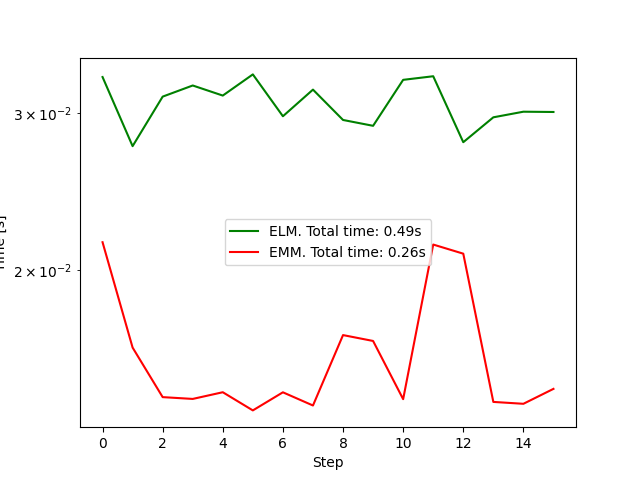 3 × 10⁻²
2 × 10⁻²
Time [s]
ELM. Total time: 0.49s
EMM. Total time: 0.26s
0 2 4 6 8 10 12 14
Step